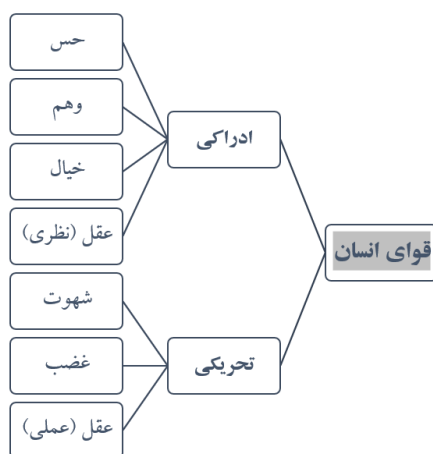 قوای انسان
ادراکی
حس
وهم
خیال
عقل (نظری)
تحریکی
شهوت
غضب
عقل (عملی)